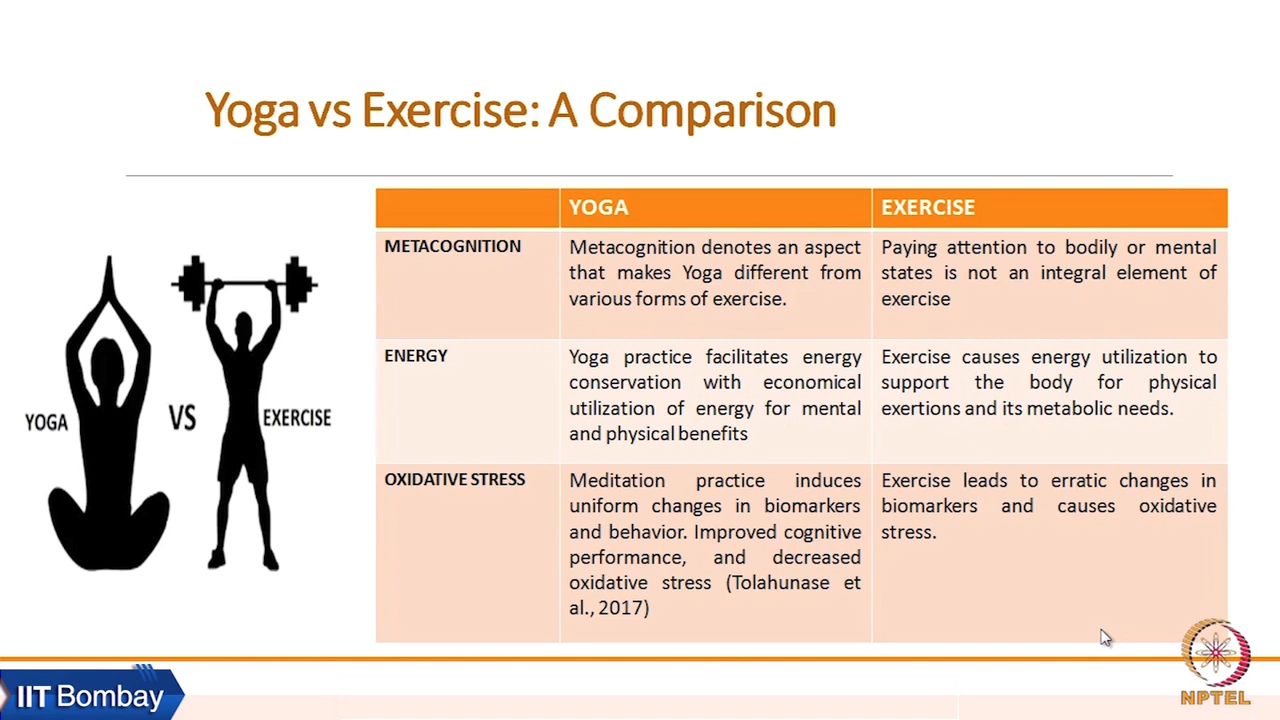 Yoga vs Exercise: A Comparison
YOGA
VS
EXERCISE
YOGA
EXERCISE
METACOGNITION
Metacognition denotes an aspect
that makes Yoga different from
various forms of exercise.
Paying attention to bodily or mental
states is not an integral element of
exercise
ENERGY
Yoga practice facilitates energy
conservation with economical
utilization of energy for mental
and physical benefits
Exercise causes energy utilization to
support the body for physical
exertions and its metabolic needs.
OXIDATIVE STRESS
Meditation practice induces
uniform changes in biomarkers
and behavior. Improved cognitive
performance, and decreased
oxidative stress (Tolahunase et
al., 2017)
Exercise leads to erratic changes in
biomarkers and causes oxidative
stress.
IIT Bombay
NPTEL